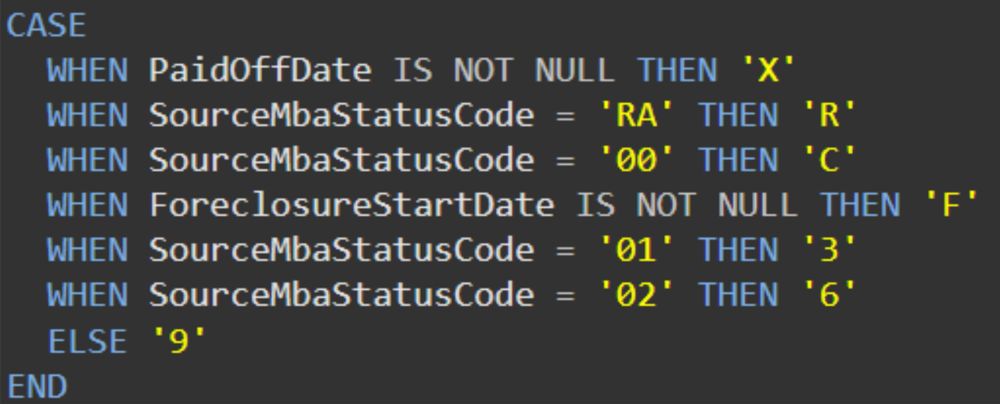 CASE
  WHEN PaidOffDate IS NOT NULL THEN 'X'
  WHEN SourceMbaStatusCode = 'RA' THEN 'R'
  WHEN SourceMbaStatusCode = '00' THEN 'C'
  WHEN ForeclosureStartDate IS NOT NULL THEN 'F'
  WHEN SourceMbaStatusCode = '01' THEN '3'
  WHEN SourceMbaStatusCode = '02' THEN '6'
  ELSE '9'
END